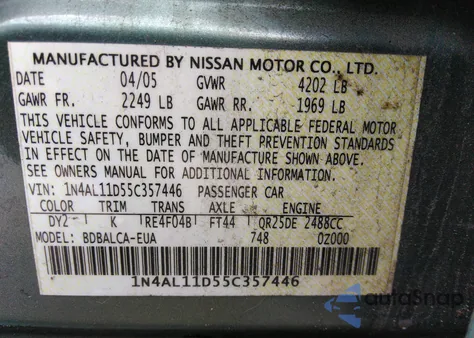 MANUFACTURED BY NISSAN MOTOR CO., LTD.
DATE 04/05 GVWR 4202 LB
GAWR FR. 2249 LB GAWR RR. 1969 LB
THIS VEHICLE CONFORMS TO ALL APPLICABLE FEDERAL MOTOR
VEHICLE SAFETY, BUMPER AND THEFT PREVENTION STANDARDS
IN EFFECT ON THE DATE OF MANUFACTURE SHOWN ABOVE.
SEE OWNERS MANUAL FOR ADDITIONAL INFORMATION.
VIN: 1N4AL11D55C357446 PASSENGER CAR
COLOR TRIM TRANS AXLE ENGINE
DY2 K RE4F04B FT44 QR25DE 2488CC
MODEL: BDBALCA-EUA 748 0Z000
1N4AL11D55C357446
autoSnap